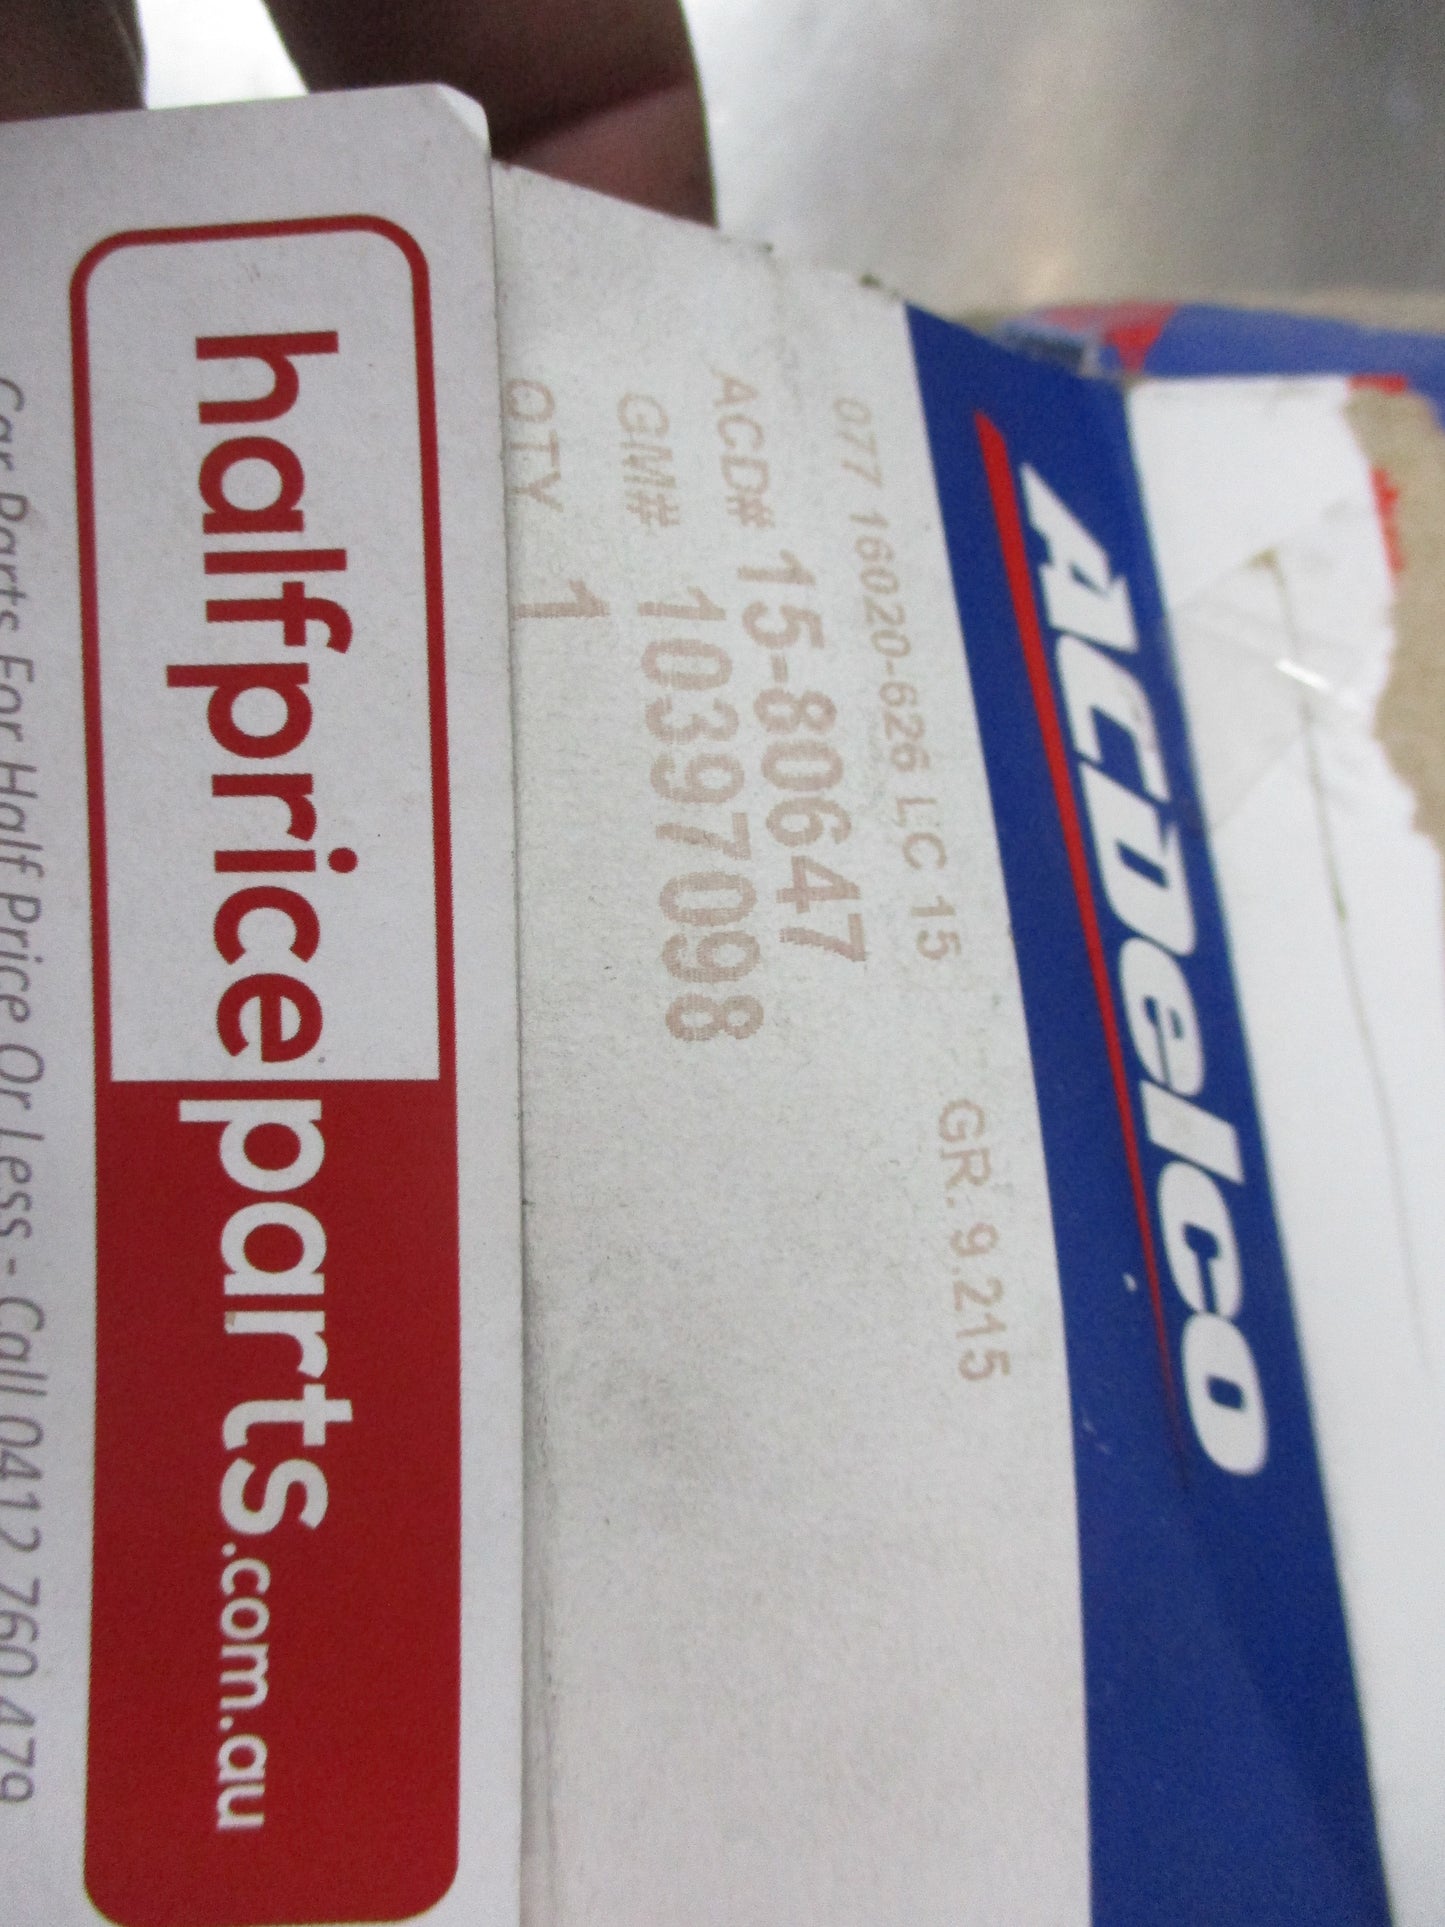 ACDelco
077 16020-626 LC 15 GR. 9.215
ACD# 15-80647
GM# 10397098
QTY 1
halfpriceparts.com.au
Car Parts For Half Price Or Less - Call 0412 760 479